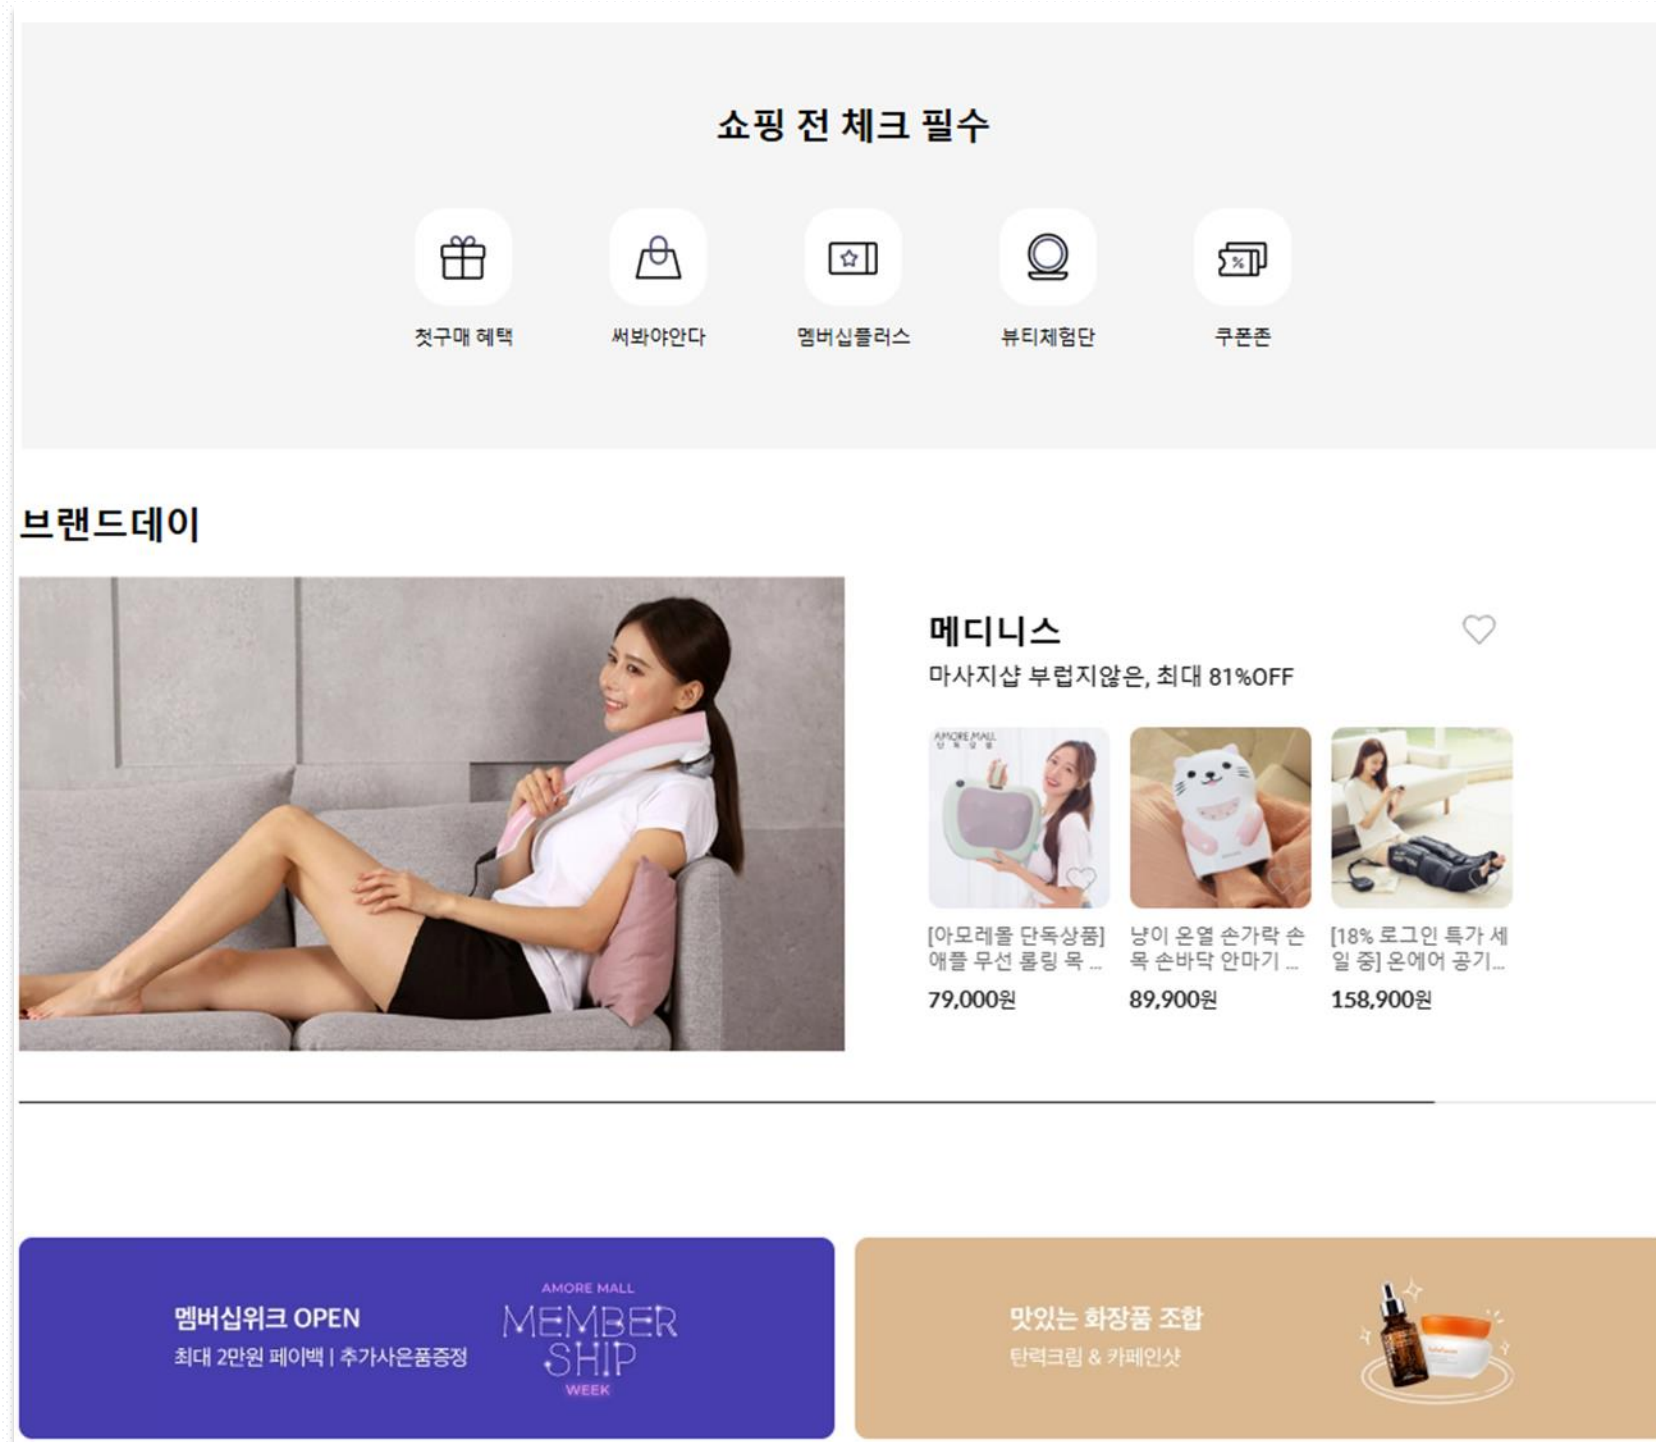 쇼핑 전 체크 필수
첫구매 혜택
써봐야안다
멤버십플러스
뷰티체험단
쿠폰존
브랜드데이
메디니스
마사지샵 부럽지않은, 최대 81%OFF
AMORE MALL
단 독 상 품
[아모레몰 단독상품]
애플 무선 롤링 목 ...
79,000원
냥이 온열 손가락 손
목 손바닥 안마기 ...
89,900원
[18% 로그인 특가 세
일 중] 온에어 공기...
158,900원
멤버십위크 OPEN
최대 2만원 페이백 | 추가사은품증정
AMORE MALL
MEMBER
SHIP
WEEK
맛있는 화장품 조합
탄력크림 & 카페인샷